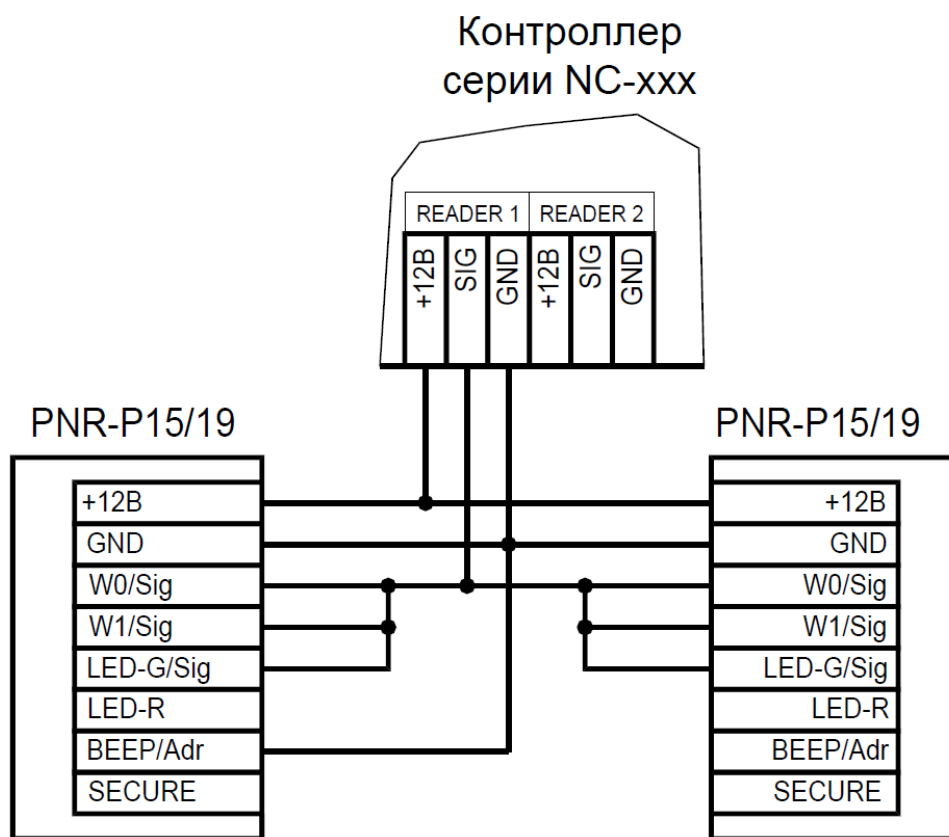 Контроллер
серии NC-xxx
READER 1 READER 2
+12В SIG GND +12В SIG GND
PNR-P15/19
+12В
GND
W0/Sig
W1/Sig
LED-G/Sig
LED-R
BEEP/Adr
SECURE
PNR-P15/19
+12В
GND
W0/Sig
W1/Sig
LED-G/Sig
LED-R
BEEP/Adr
SECURE